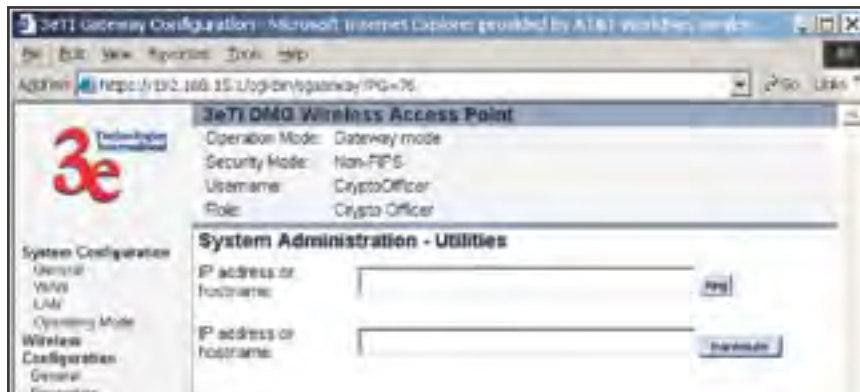 3eTI Gateway Configuration - Microsoft Internet Explorer provided by AT&T WorldNet Service
Edit View Favorites Tools Help
Address https://192.168.15.1/cgi-bin/sgateway?PG=76 Go Links
3e Technologies International
3eTI DMG Wireless Access Point
Operation Mode: Gateway mode
Security Mode: Non-FIPS
Username: CryptoOfficer
Role: Crypto Officer
System Configuration
General
WAN
LAN
Operating Mode
Wireless
Configuration
General
System Administration - Utilities
IP address or
hostname:
Ping
IP address or
hostname:
traceroute